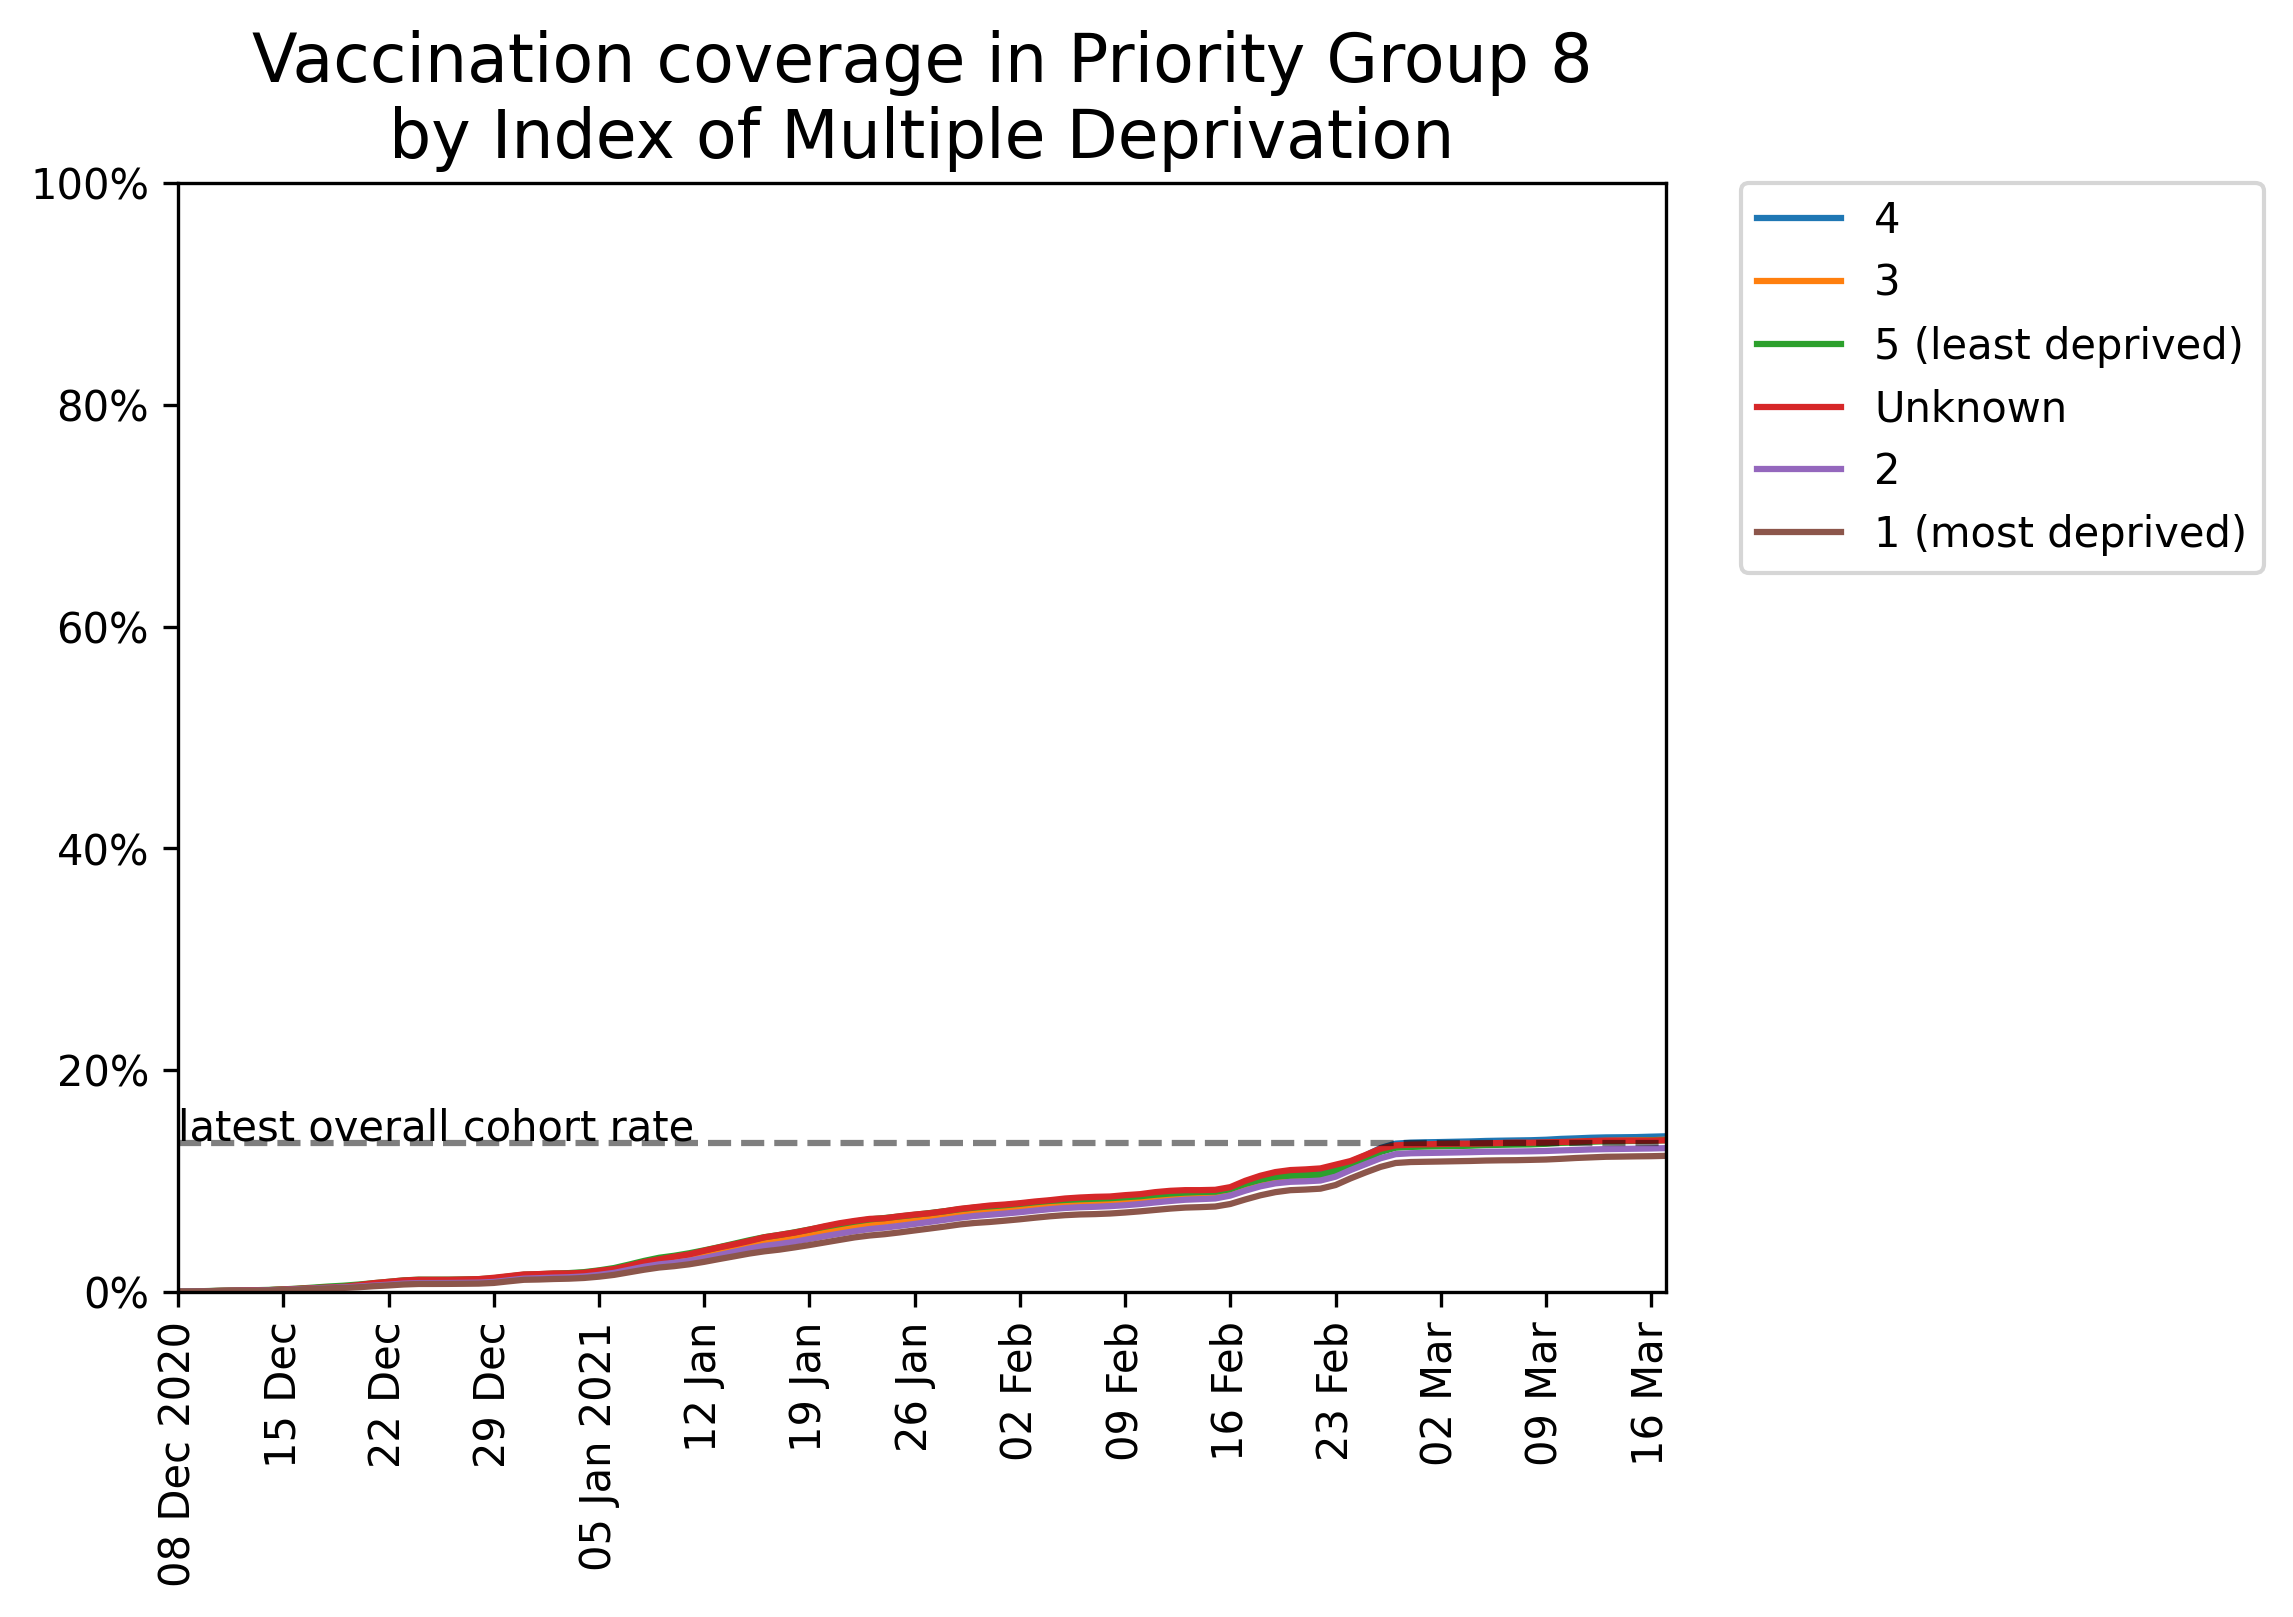 Vaccination coverage in Priority Group 8
by Index of Multiple Deprivation
100%
80%
60%
40%
20%
0%
latest overall cohort rate
08 Dec 2020
15 Dec
22 Dec
29 Dec
05 Jan 2021
12 Jan
19 Jan
26 Jan
02 Feb
09 Feb
16 Feb
23 Feb
02 Mar
09 Mar
16 Mar
4
3
5 (least deprived)
Unknown
2
1 (most deprived)